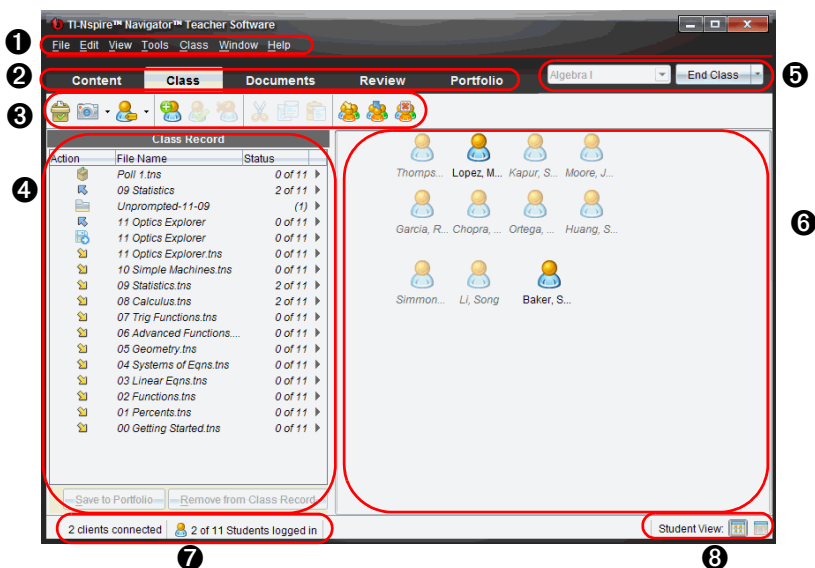 TI-Nspire™ Navigator™ Teacher Software
❶ File Edit View Tools Class Window Help
❷ Content Class Documents Review Portfolio
Algebra I End Class ❺
❸
Class Record
Action File Name Status
❹
Poll 1.tns 0 of 11
09 Statistics 2 of 11
Unprompted-11-09 (1)
11 Optics Explorer 0 of 11
11 Optics Explorer 0 of 11
11 Optics Explorer.tns 0 of 11
10 Simple Machines.tns 0 of 11
09 Statistics.tns 2 of 11
08 Calculus.tns 2 of 11
07 Trig Functions.tns 0 of 11
06 Advanced Functions.... 0 of 11
05 Geometry.tns 0 of 11
04 Systems of Eqns.tns 0 of 11
03 Linear Eqns.tns 0 of 11
02 Functions.tns 0 of 11
01 Percents.tns 0 of 11
00 Getting Started.tns 0 of 11
Save to Portfolio Remove from Class Record
Thomps... Lopez, M... Kapur, S... Moore, J...
Garcia, R... Chopra, ... Ortega, ... Huang, S...
❻
Simmon... Li, Song Baker, S...
2 clients connected 2 of 11 Students logged in
Student View:
❼ ❽